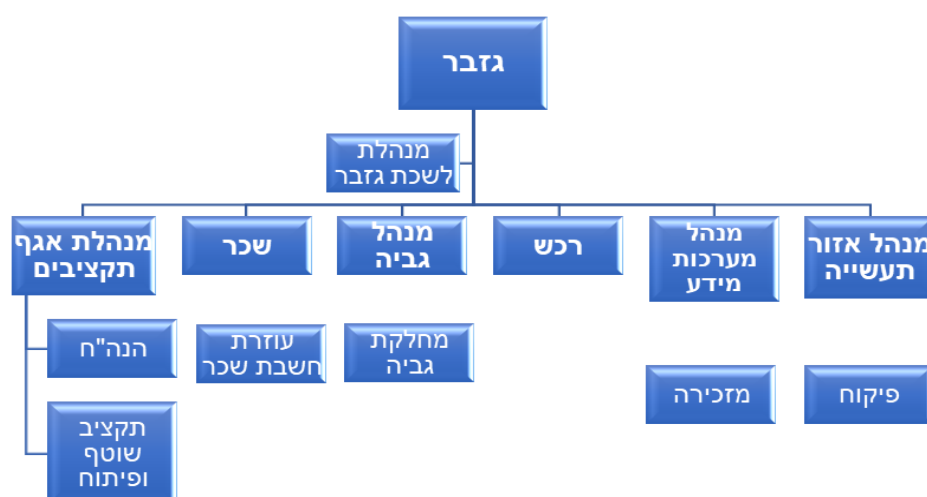 גזבר
מנהלת
לשכת גזבר
מנהל אזור
תעשייה
מנהל
מערכות
מידע
רכש
מנהל
גביה
שכר
מנהלת אגף
תקציבים
פיקוח
מזכירה
מחלקת
גביה
עוזרת
חשבת שכר
הנה"ח
תקציב
שוטף
ופיתוח